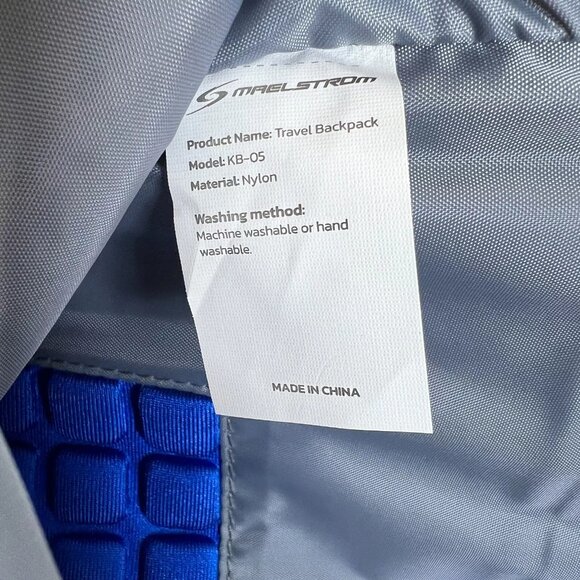 MAELSTROM
Product Name: Travel Backpack
Model: KB-05
Material: Nylon
Washing method:
Machine washable or hand
washable.
MADE IN CHINA